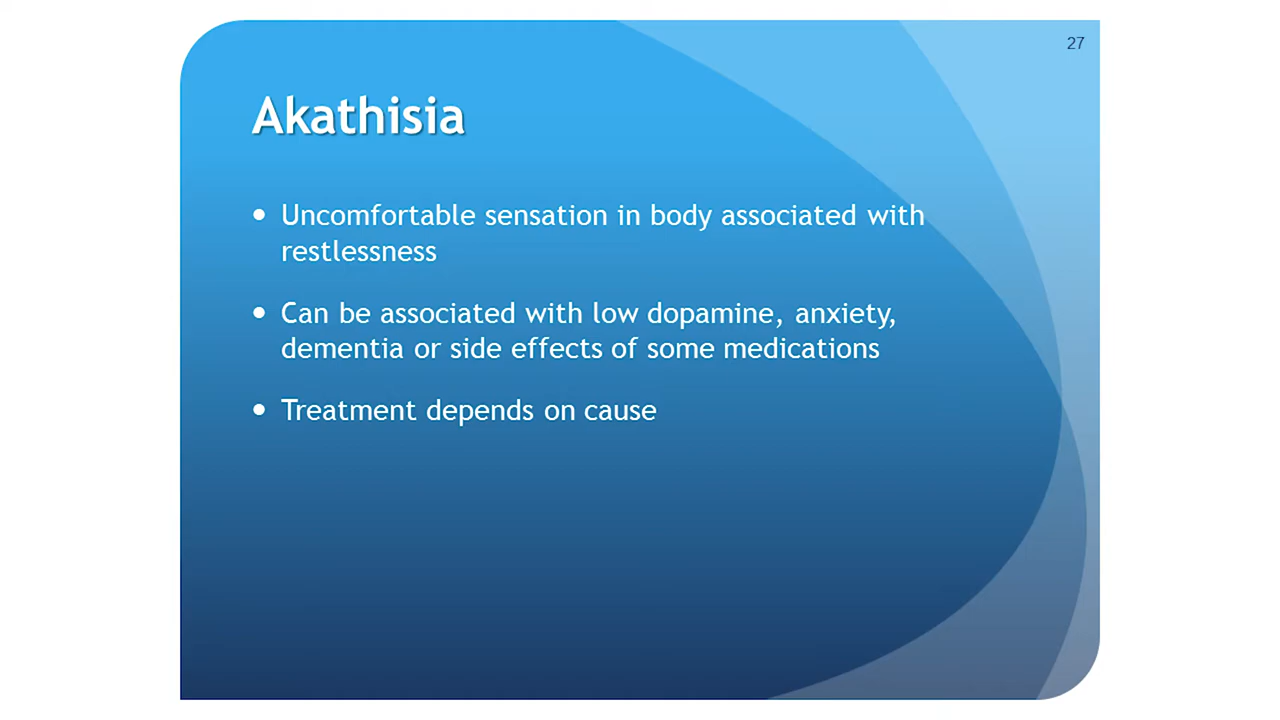 27
Akathisia
• Uncomfortable sensation in body associated with
restlessness
• Can be associated with low dopamine, anxiety,
dementia or side effects of some medications
• Treatment depends on cause